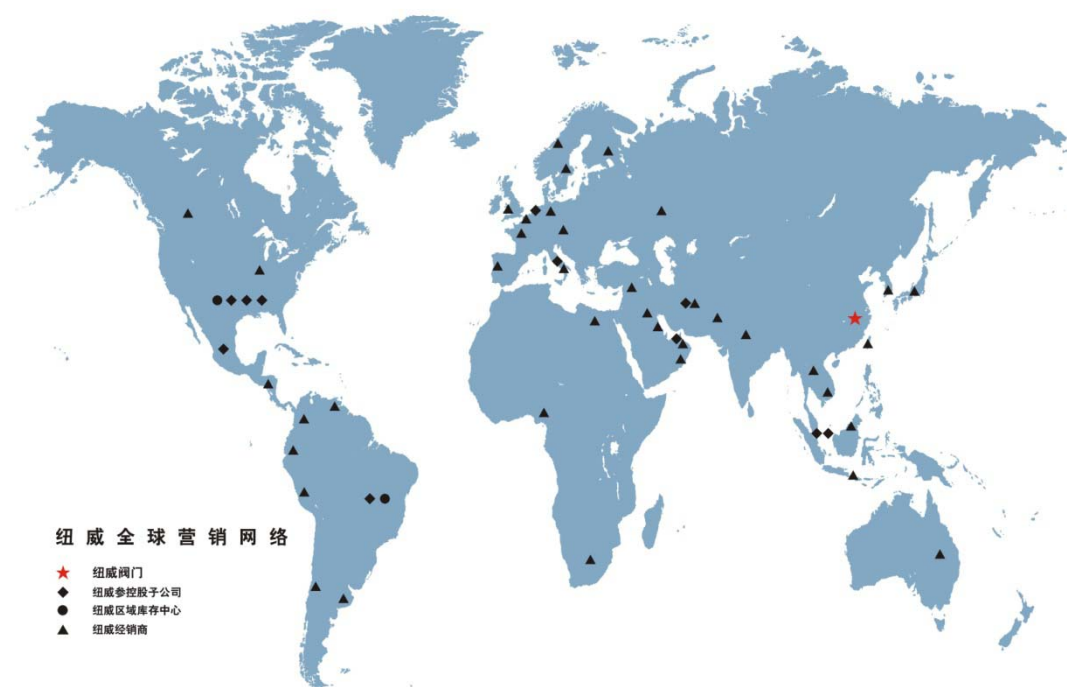 纽威全球营销网络
纽威阀门
纽威参控股子公司
纽威区域库存中心
纽威经销商